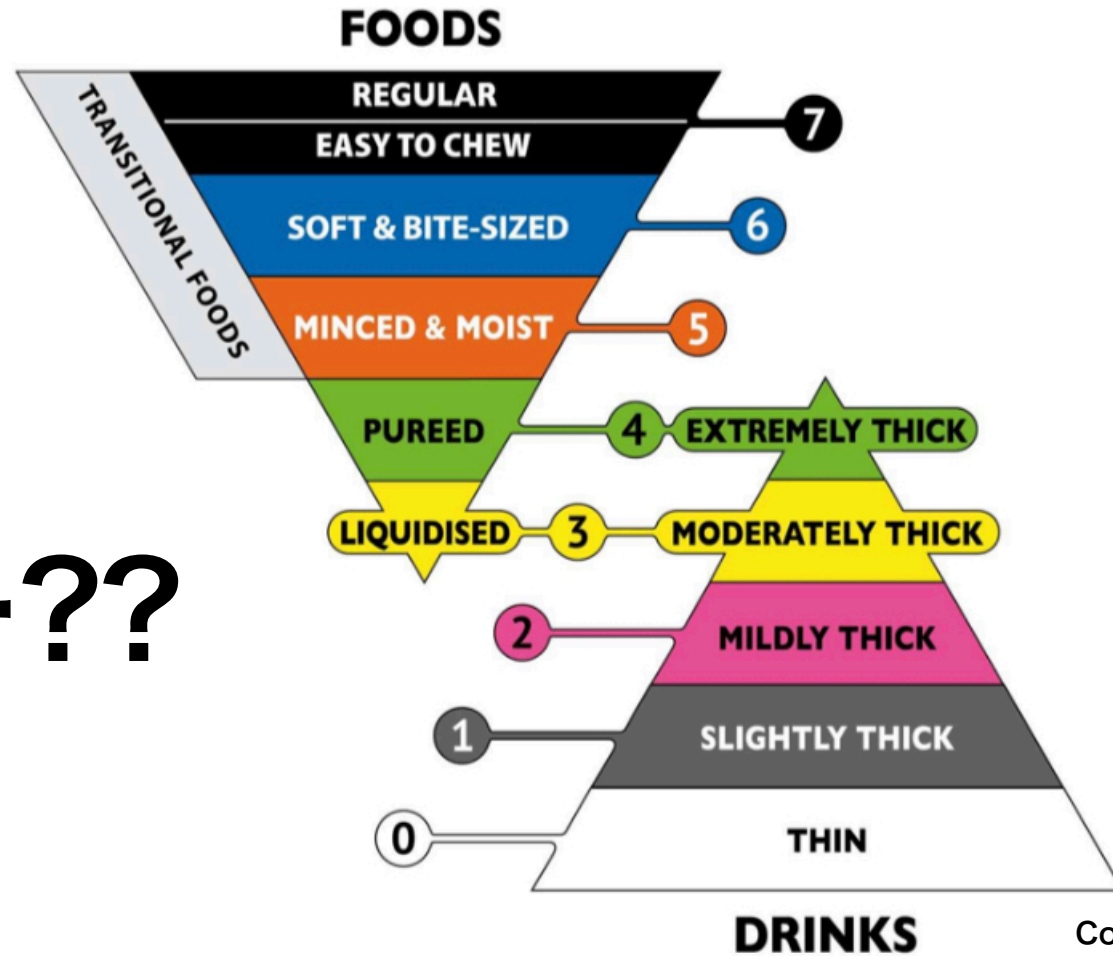 FOODS
REGULAR
EASY TO CHEW
7
TRANSITIONAL FOODS
SOFT & BITE-SIZED
6
MINCED & MOIST
5
PUREED
4
EXTREMELY THICK
LIQUIDISED
3
MODERATELY THICK
??
2
MILDLY THICK
1
SLIGHTLY THICK
0
THIN
DRINKS